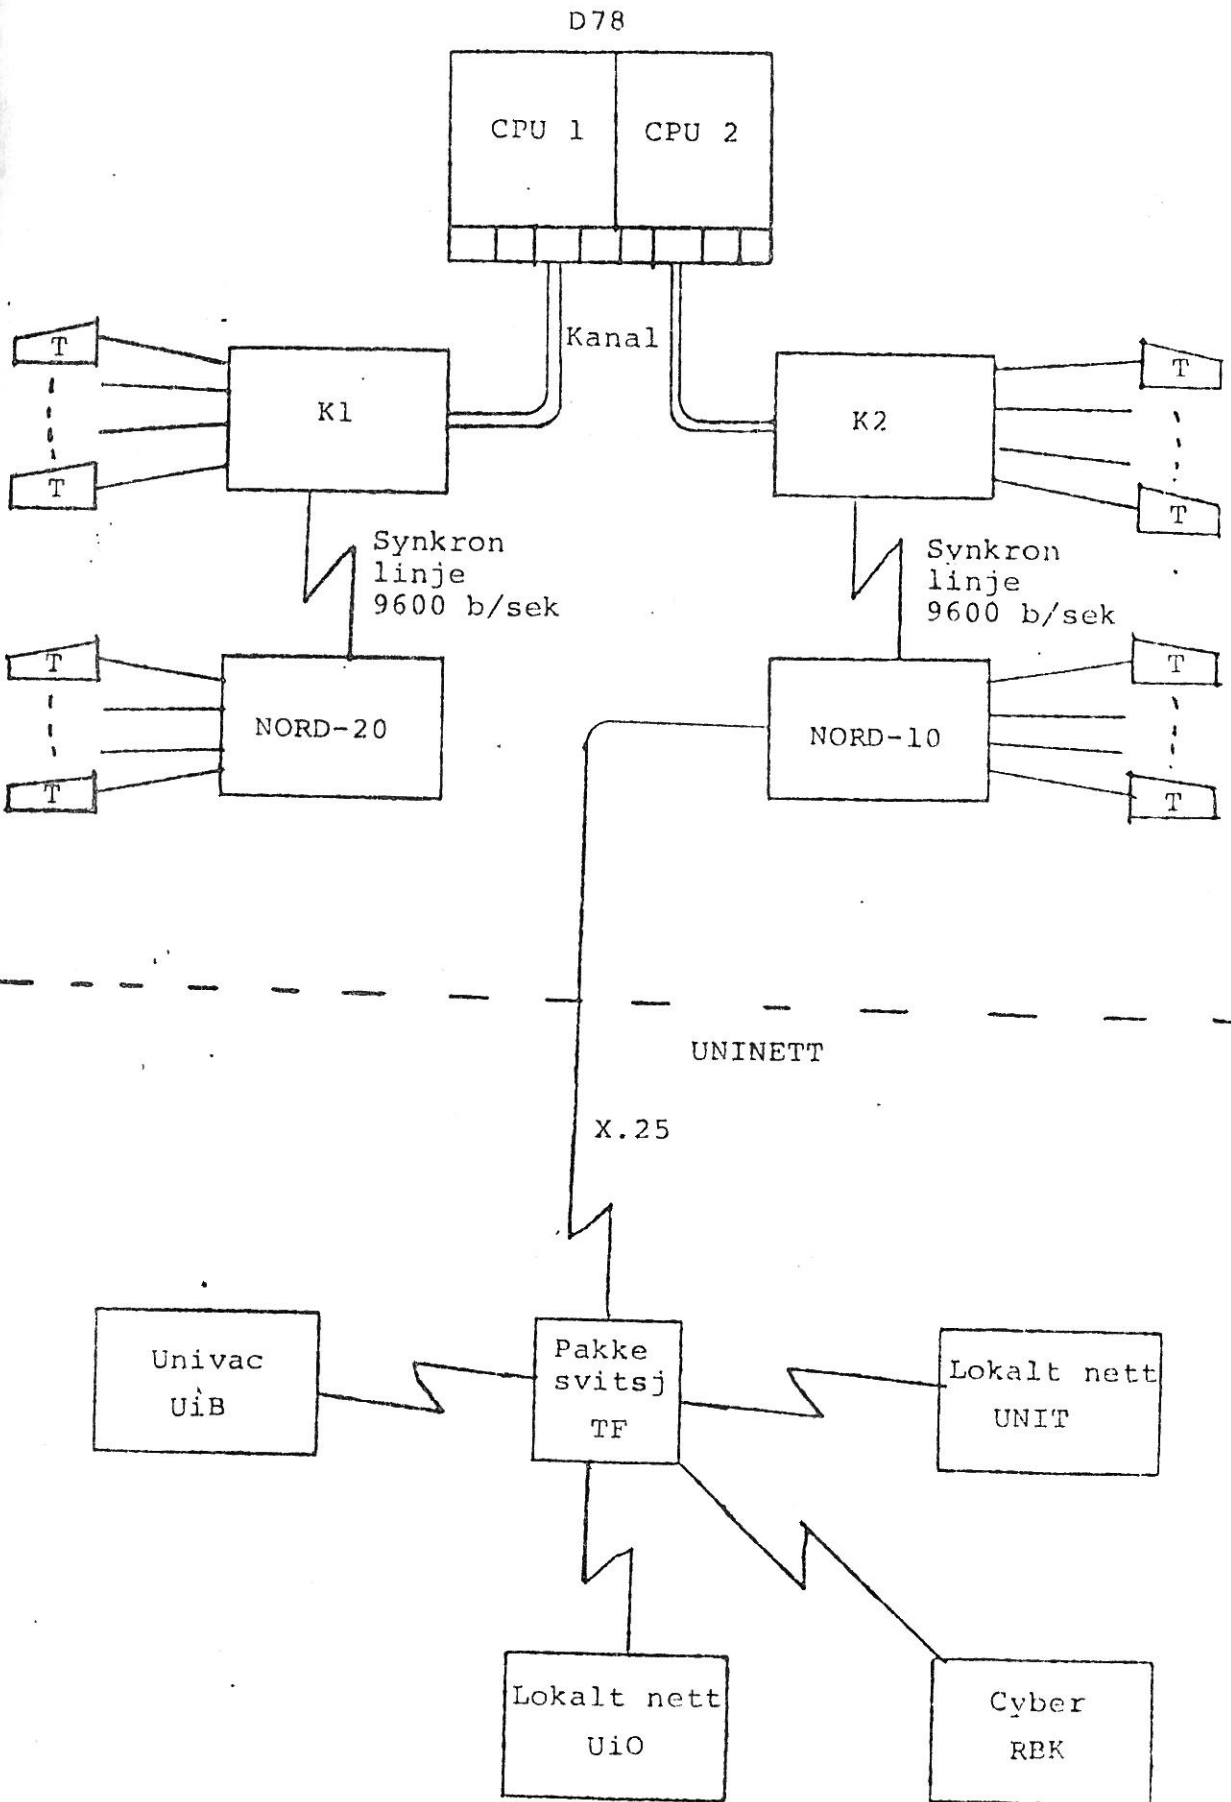 D78
CPU 1
CPU 2
Kanal
T
T
K1
K2
T
T
Synkron
linje
9600 b/sek
Synkron
linje
9600 b/sek
T
T
NORD-20
NORD-10
T
T
UNINETT
X.25
Univac
UiB
Pakke
svitsj
TF
Lokalt nett
UNIT
Lokalt nett
UiO
Cyber
RBK